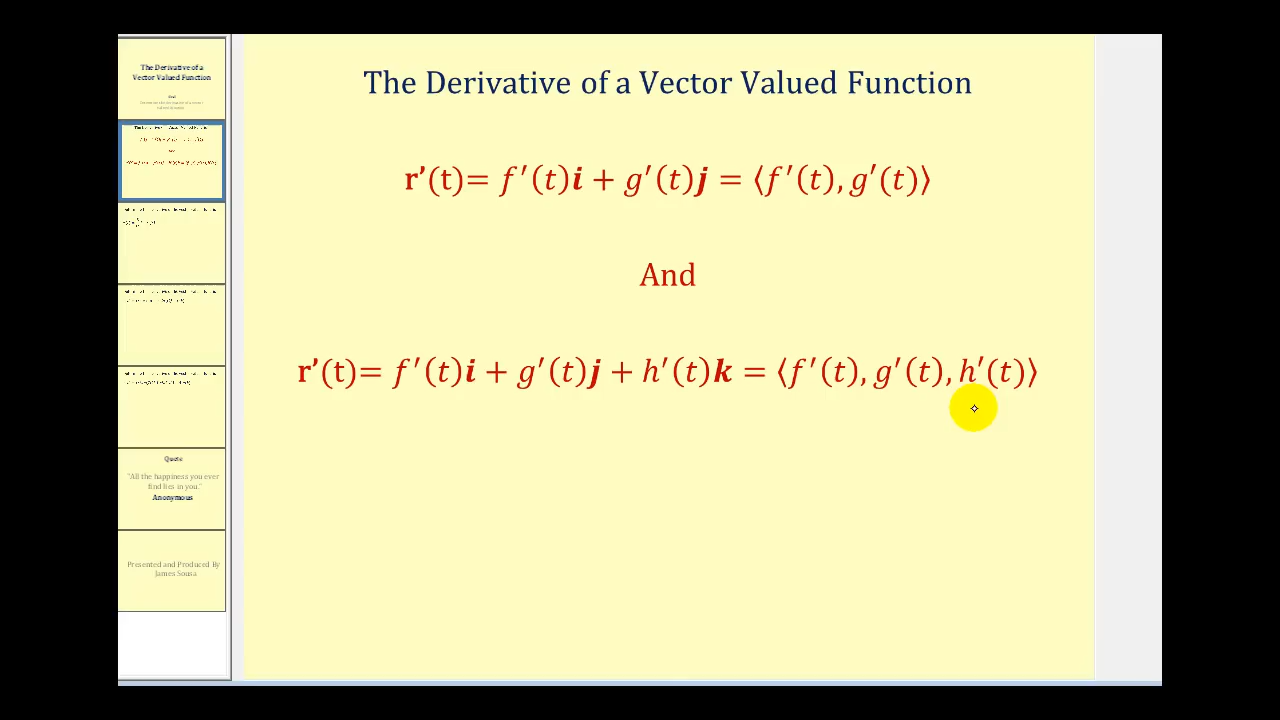 The Derivative of a Vector Valued Function
r’(t)= f′(t)i + g′(t)j = ⟨f′(t), g′(t)⟩
And
r’(t)= f′(t)i + g′(t)j + h′(t)k = ⟨f′(t), g′(t), h′(t)⟩
The Derivative of a
Vector Valued Function
Quote
"All the happiness you ever
find lies in you."
Anonymous
Presented and Produced By
James Sousa